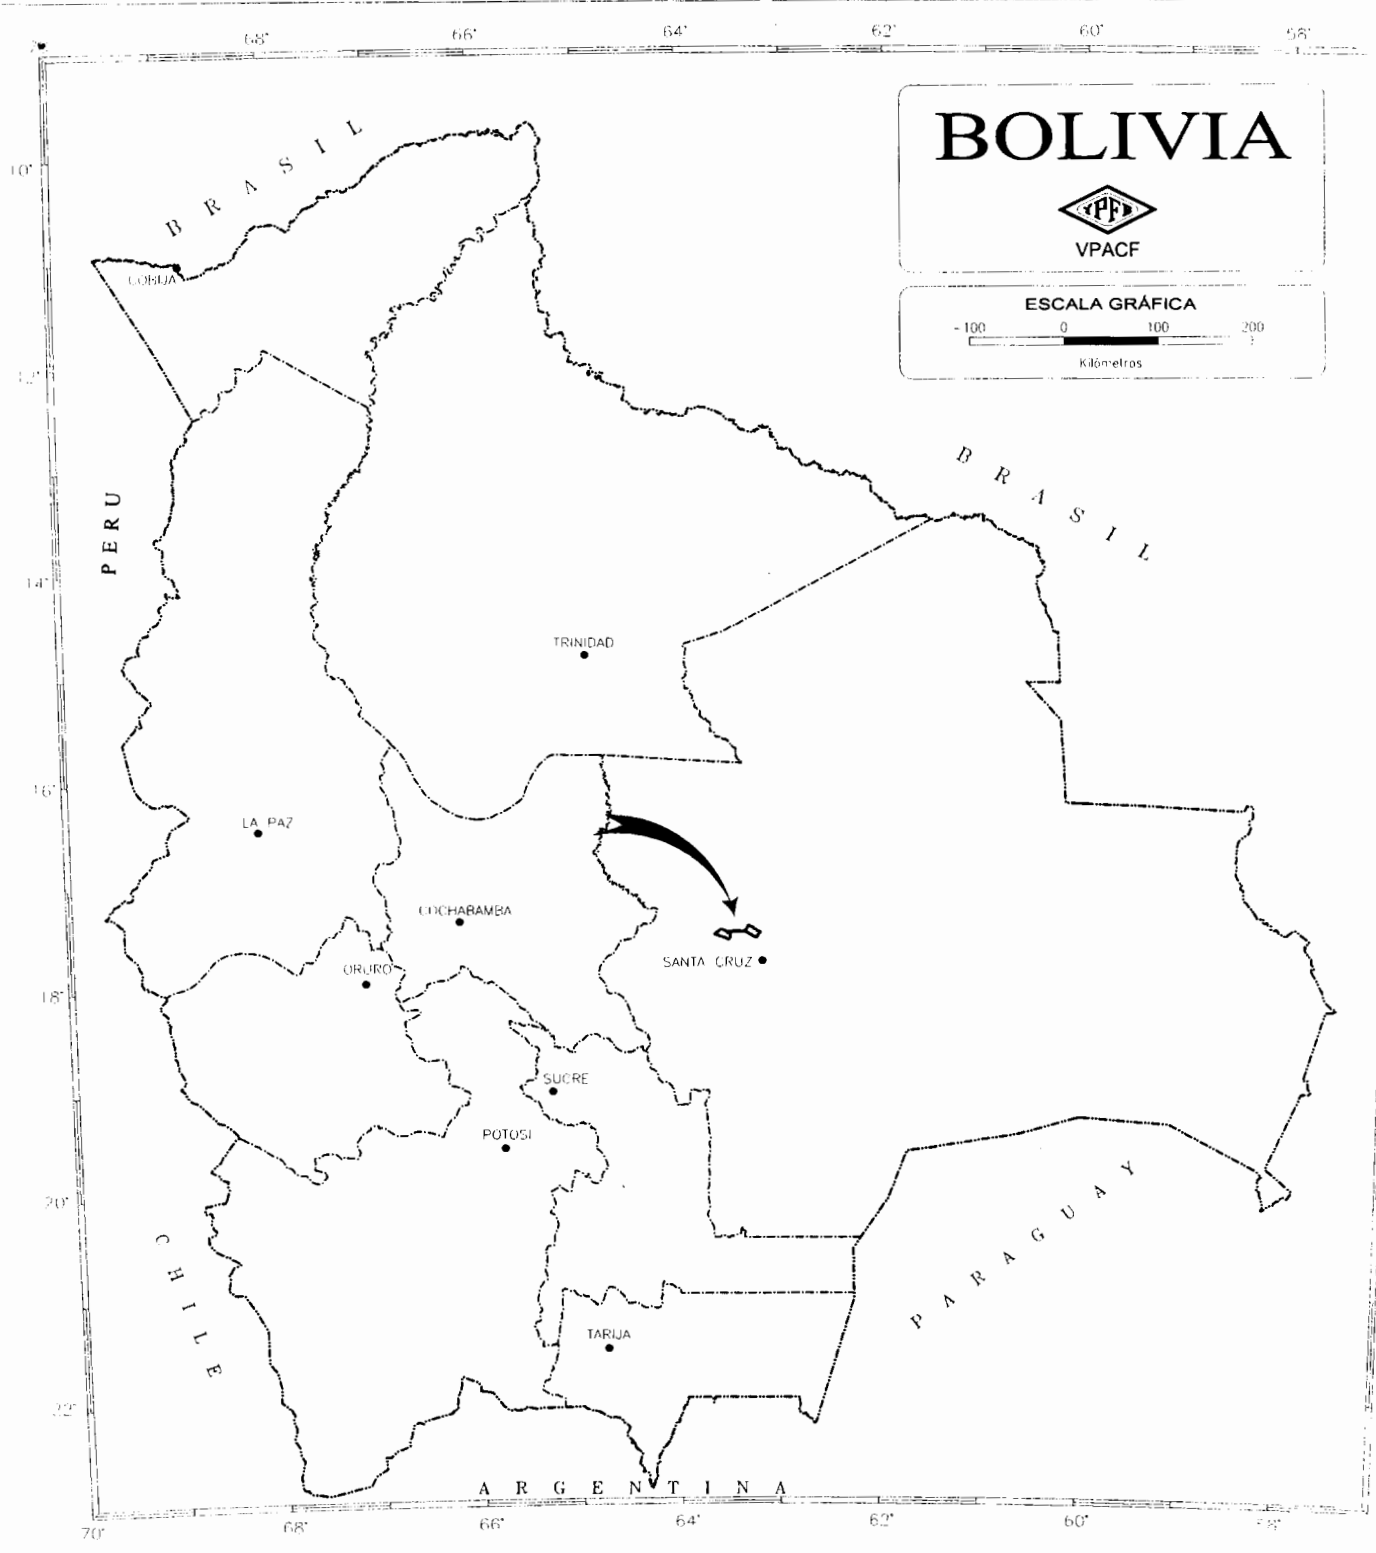 68° 66° 64° 62° 60° 58°
BOLIVIA
YPFB
VPACF
ESCALA GRÁFICA
-100 0 100 200
Kilómetros
BRASIL
10°
COBIJA
12°
BRASIL
PERU
14°
TRINIDAD
16°
LA PAZ
COCHABAMBA
ORURO
SANTA CRUZ
18°
SUCRE
POTOSI
20°
PARAGUAY
CHILE
TARIJA
22°
ARGENTINA
70° 68° 66° 64° 62° 60° 58°